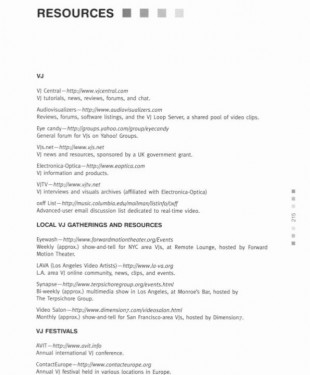 RESOURCES
VJ
VJ Central—http://www.vjcentral.com
VJ tutorials, news, reviews, forums, and chat.
Audiovisualizers—http://www.audiovisualizers.com
Reviews, forums, software listings, and the VJ Loop Server, a shared pool of video clips.
Eye candy—http://groups.yahoo.com/group/eyecandy
General forum for VJs on Yahoo! Groups.
VJs.net—http://www.vjs.net
VJ news and resources, sponsored by a UK government grant.
Electronica-Optica—http://www.eoptica.com
VJ information and products.
VJTV—http://www.vjtv.net
VJ interviews and visuals archives (affiliated with Electronica-Optica)
oxff List—http://music.columbia.edu/mailman/listinfo/oxff
Advanced-user email discussion list dedicated to real-time video.
LOCAL VJ GATHERINGS AND RESOURCES
Eyewash—http://www.forwardmotiontheater.org/Events
Weekly (approx.) show-and-tell for NYC area VJs, at Remote Lounge, hosted by Forward
Motion Theater.
LAVA (Los Angeles Video Artists)—http://www.la-va.org
L.A. area VJ online community, news, clips, and events.
Synapse—http://www.terpsichoregroup.org/events.html
Bi-weekly (approx.) multimedia show in Los Angeles, at Monroe's Bar, hosted by
The Terpsichore Group.
Video Salon—http://www.dimension7.com/videosalon.html
Monthly (approx.) show-and-tell for San Francisco-area VJs, hosted by Dimension7.
VJ FESTIVALS
AVIT—http://www.avit.info
Annual international VJ conference.
ContactEurope—http://www.contacteurope.org
Annual VJ festival held in various locations in Europe.
215